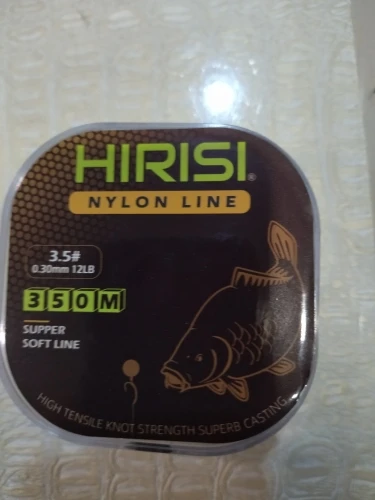 HIRISI®
NYLON LINE
3.5#
0.30mm 12LB
350M
SUPPER
SOFT LINE
HIGH TENSILE KNOT STRENGTH SUPERB CASTING